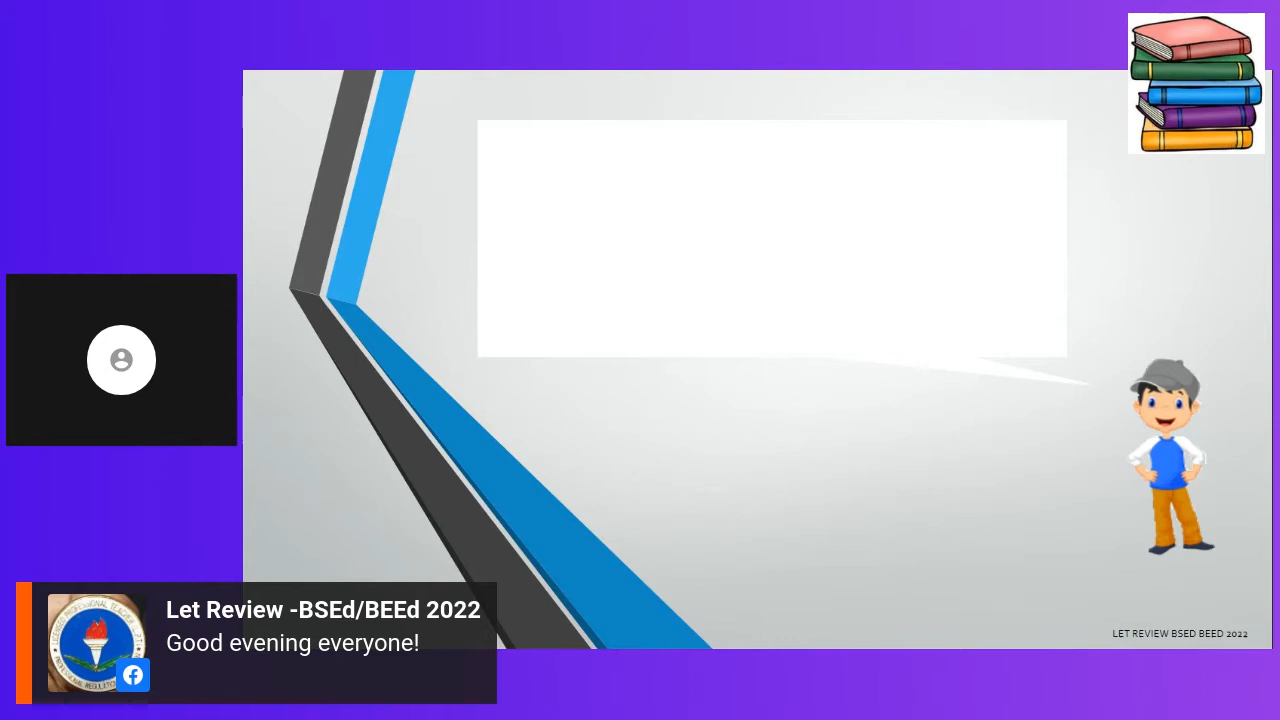 Let Review -BSEd/BEEd 2022
Good evening everyone!
LET REVIEW BSED BEED 2022